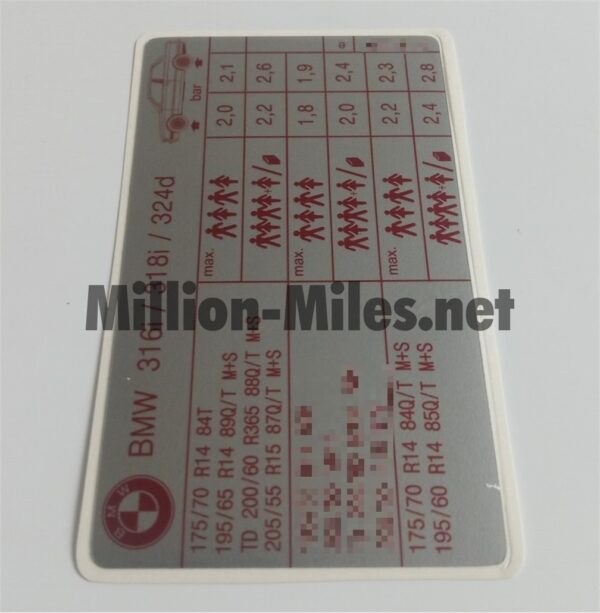 BMW
BMW 316i / 318i / 324d
bar
175/70 R14 84T
195/65 R14 89Q/T M+S
TD 200/60 R365 88Q/T M+S
205/55 R15 87Q/T M+S
max. 2,0 2,1
+ / 2,2 2,6
max. 1,8 1,9
+ / 2,0 2,4
175/70 R14 84Q/T M+S
195/60 R14 85Q/T M+S
max. 2,2 2,3
+ / 2,4 2,8
Million-Miles.net